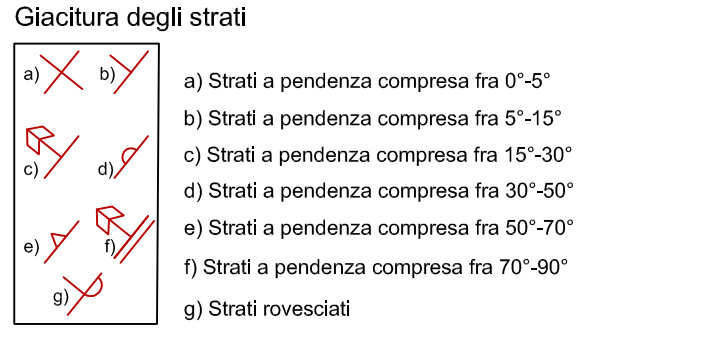 Giacitura degli strati
a)
b)
c)
d)
e)
f)
g)
a) Strati a pendenza compresa fra 0°-5°
b) Strati a pendenza compresa fra 5°-15°
c) Strati a pendenza compresa fra 15°-30°
d) Strati a pendenza compresa fra 30°-50°
e) Strati a pendenza compresa fra 50°-70°
f) Strati a pendenza compresa fra 70°-90°
g) Strati rovesciati